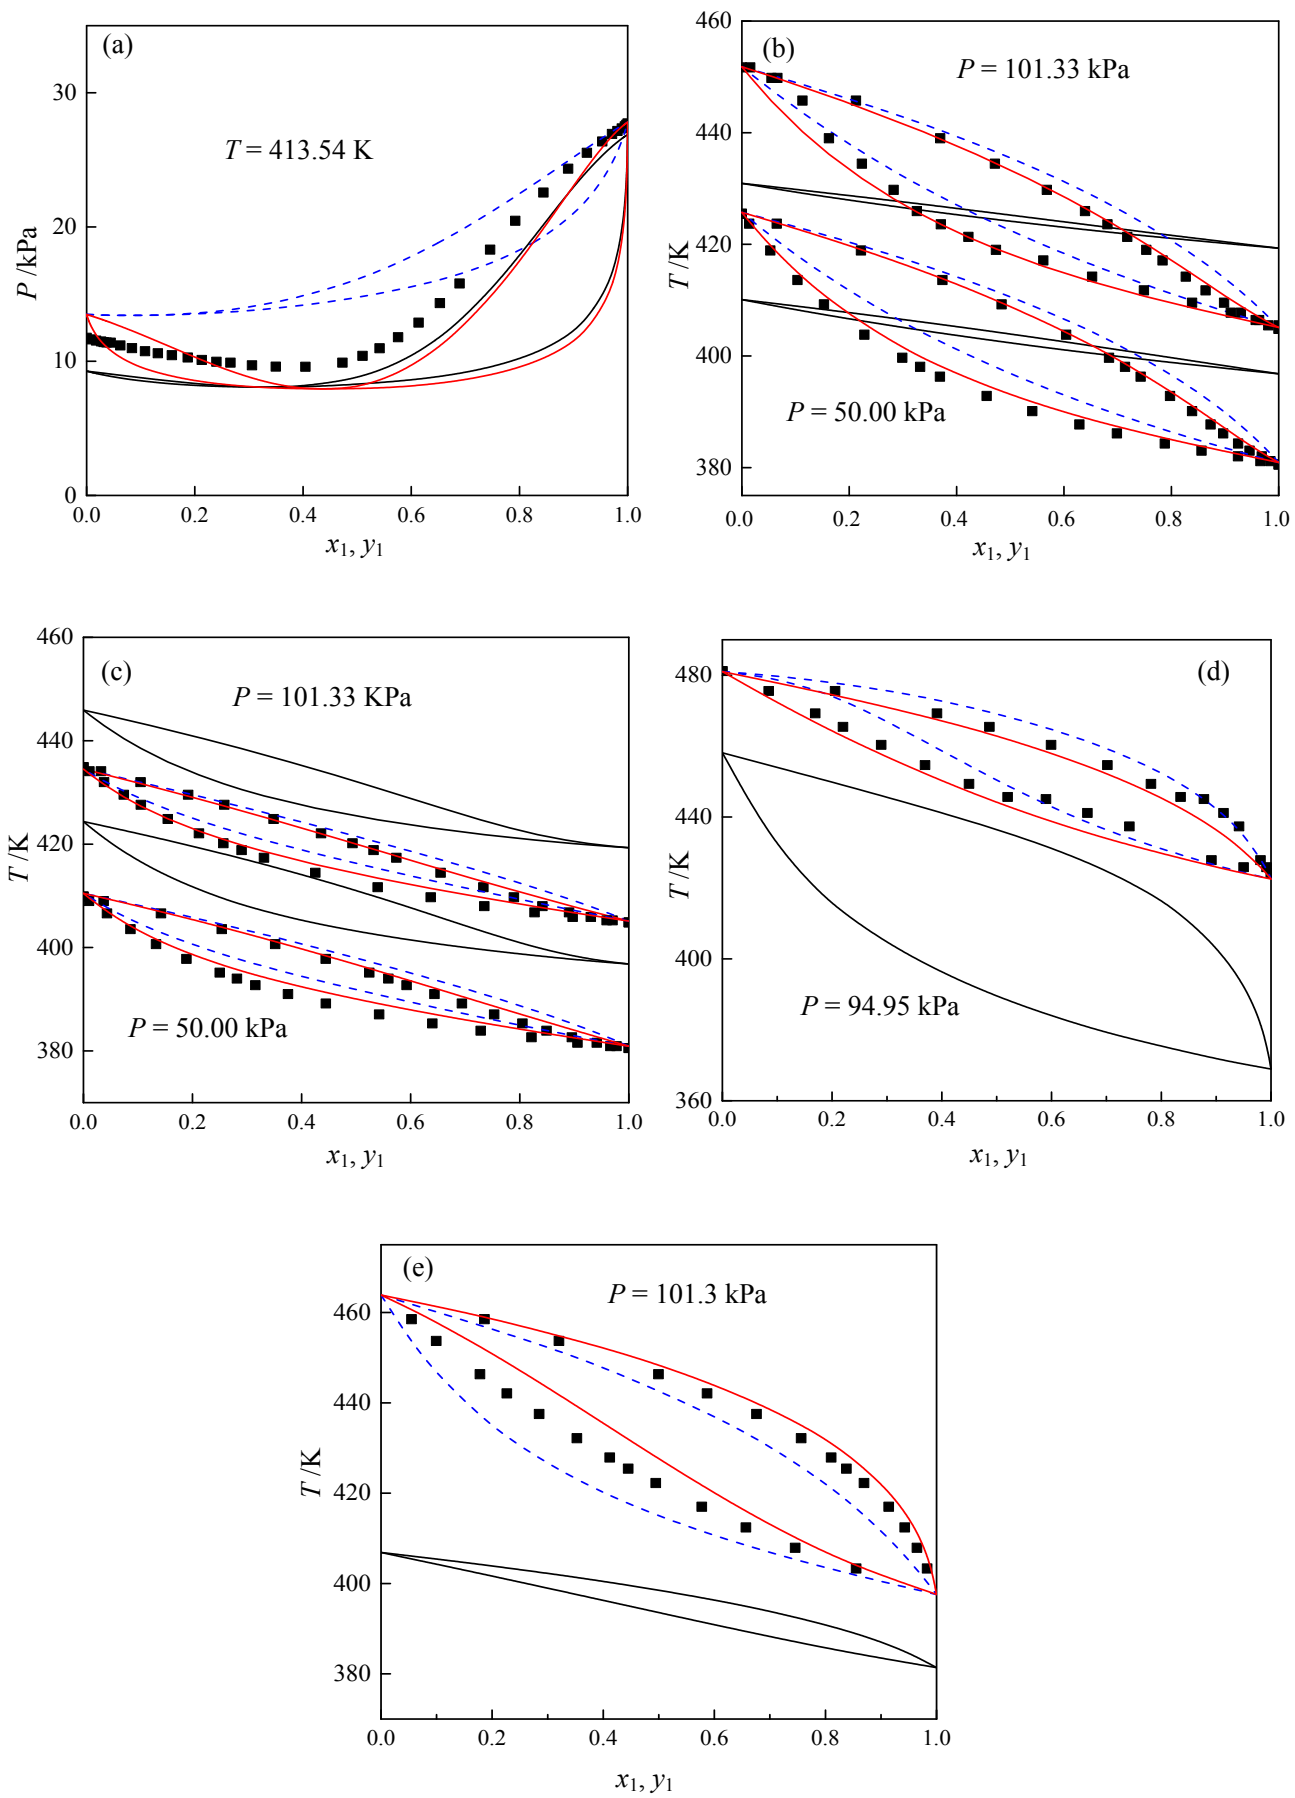 (a)
T = 413.54 K
P /kPa
30
20
10
0
0.0 0.2 0.4 0.6 0.8 1.0
x1, y1
(b)
P = 101.33 kPa
P = 50.00 kPa
T /K
460
440
420
400
380
0.0 0.2 0.4 0.6 0.8 1.0
x1, y1
(c)
P = 101.33 KPa
P = 50.00 kPa
T /K
460
440
420
400
380
0.0 0.2 0.4 0.6 0.8 1.0
x1, y1
(d)
P = 94.95 kPa
T /K
480
440
400
360
0.0 0.2 0.4 0.6 0.8 1.0
x1, y1
(e)
P = 101.3 kPa
T /K
460
440
420
400
380
0.0 0.2 0.4 0.6 0.8 1.0
x1, y1